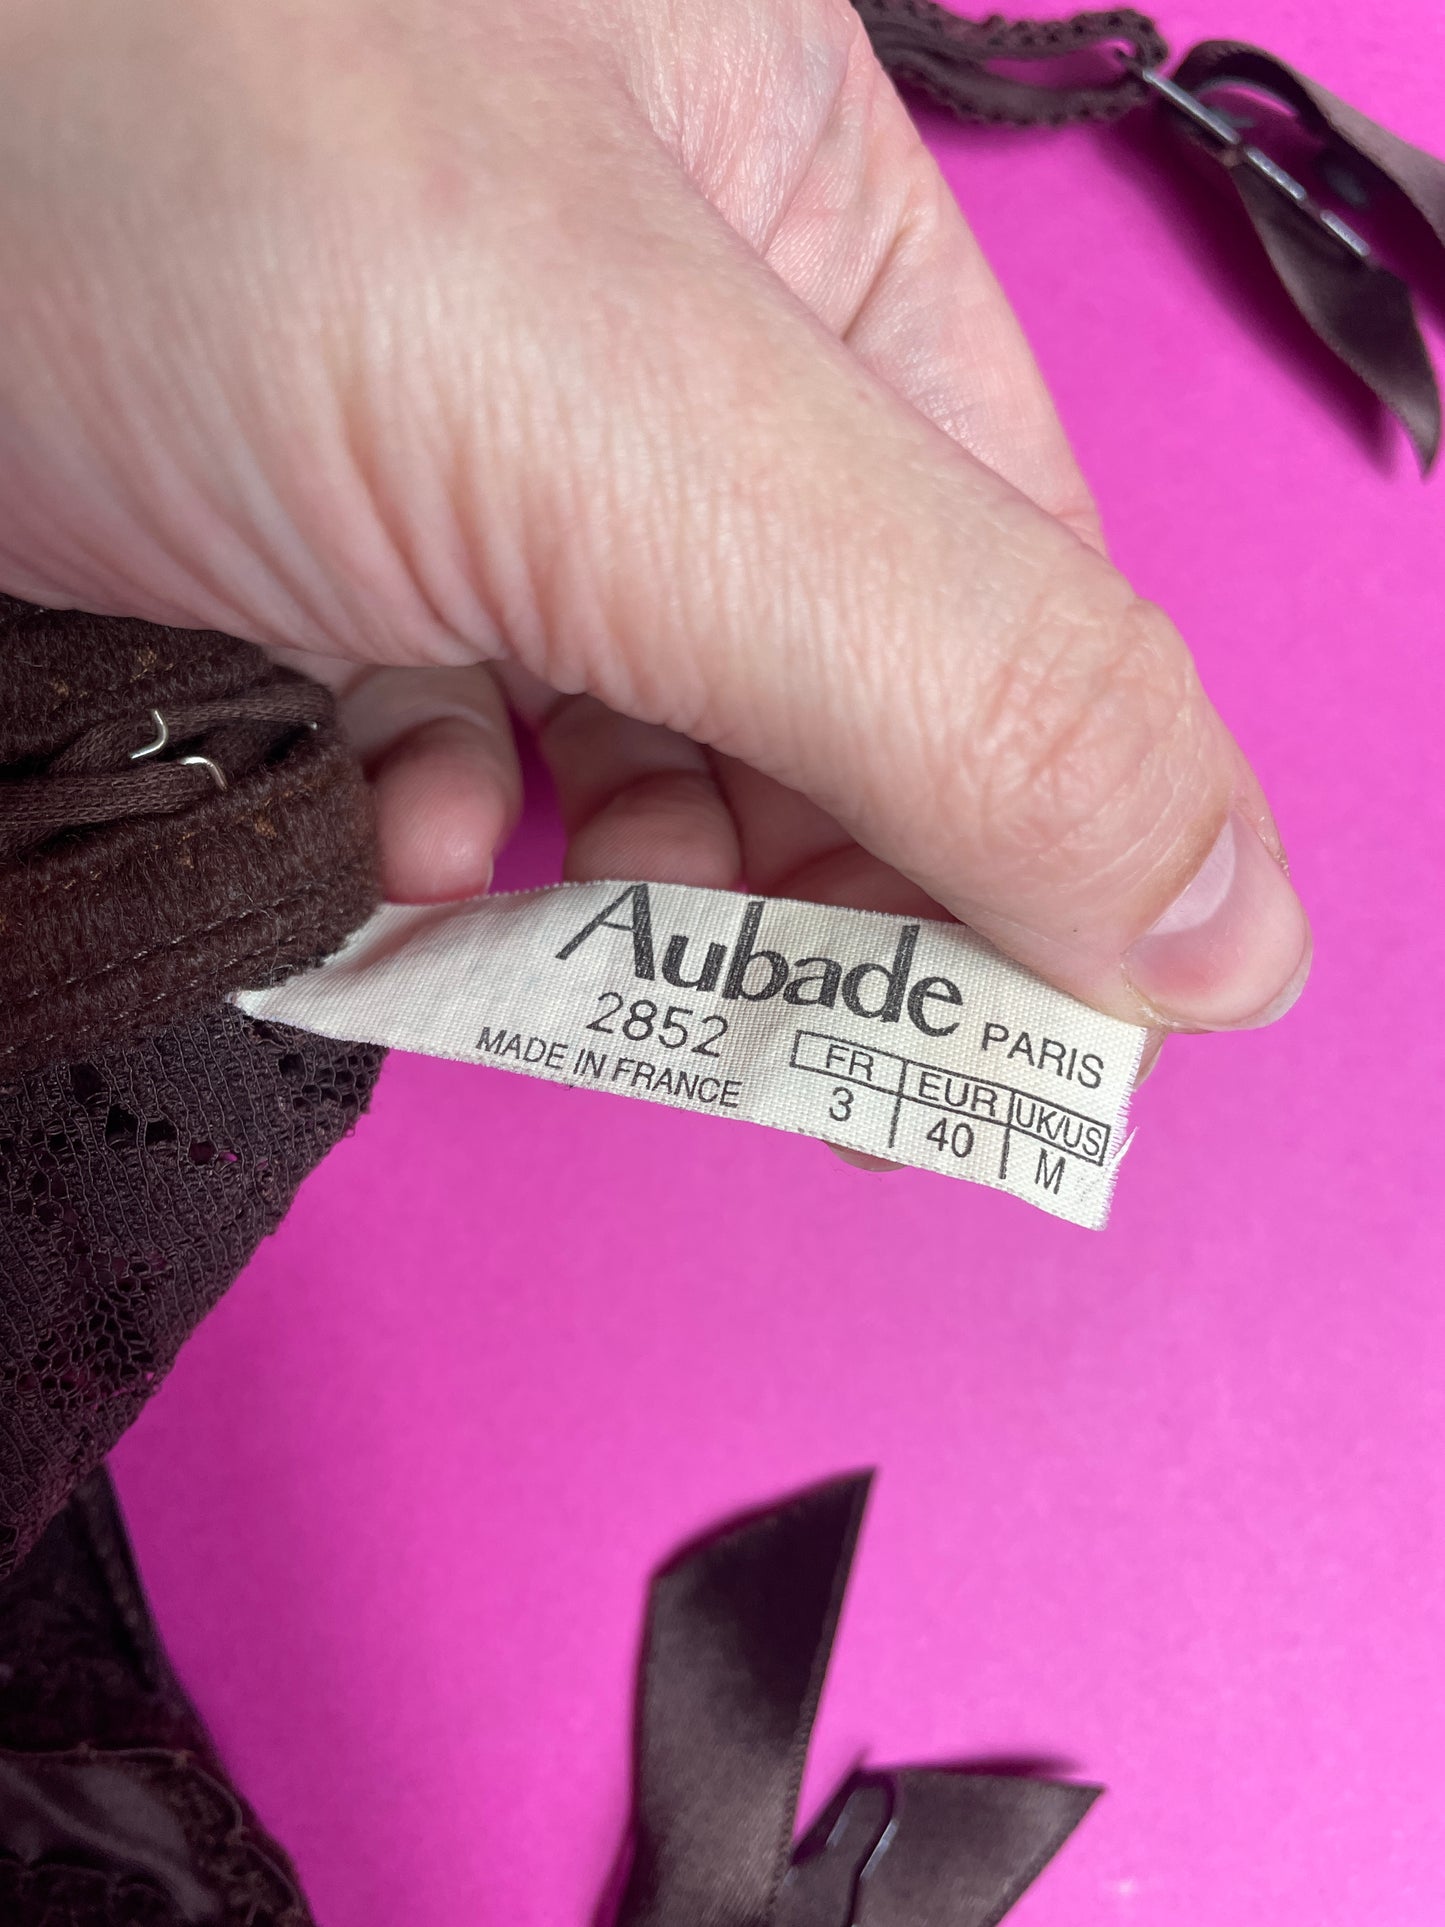 Aubade PARIS
2852
MADE IN FRANCE
FR EUR UK/US
3 40 M